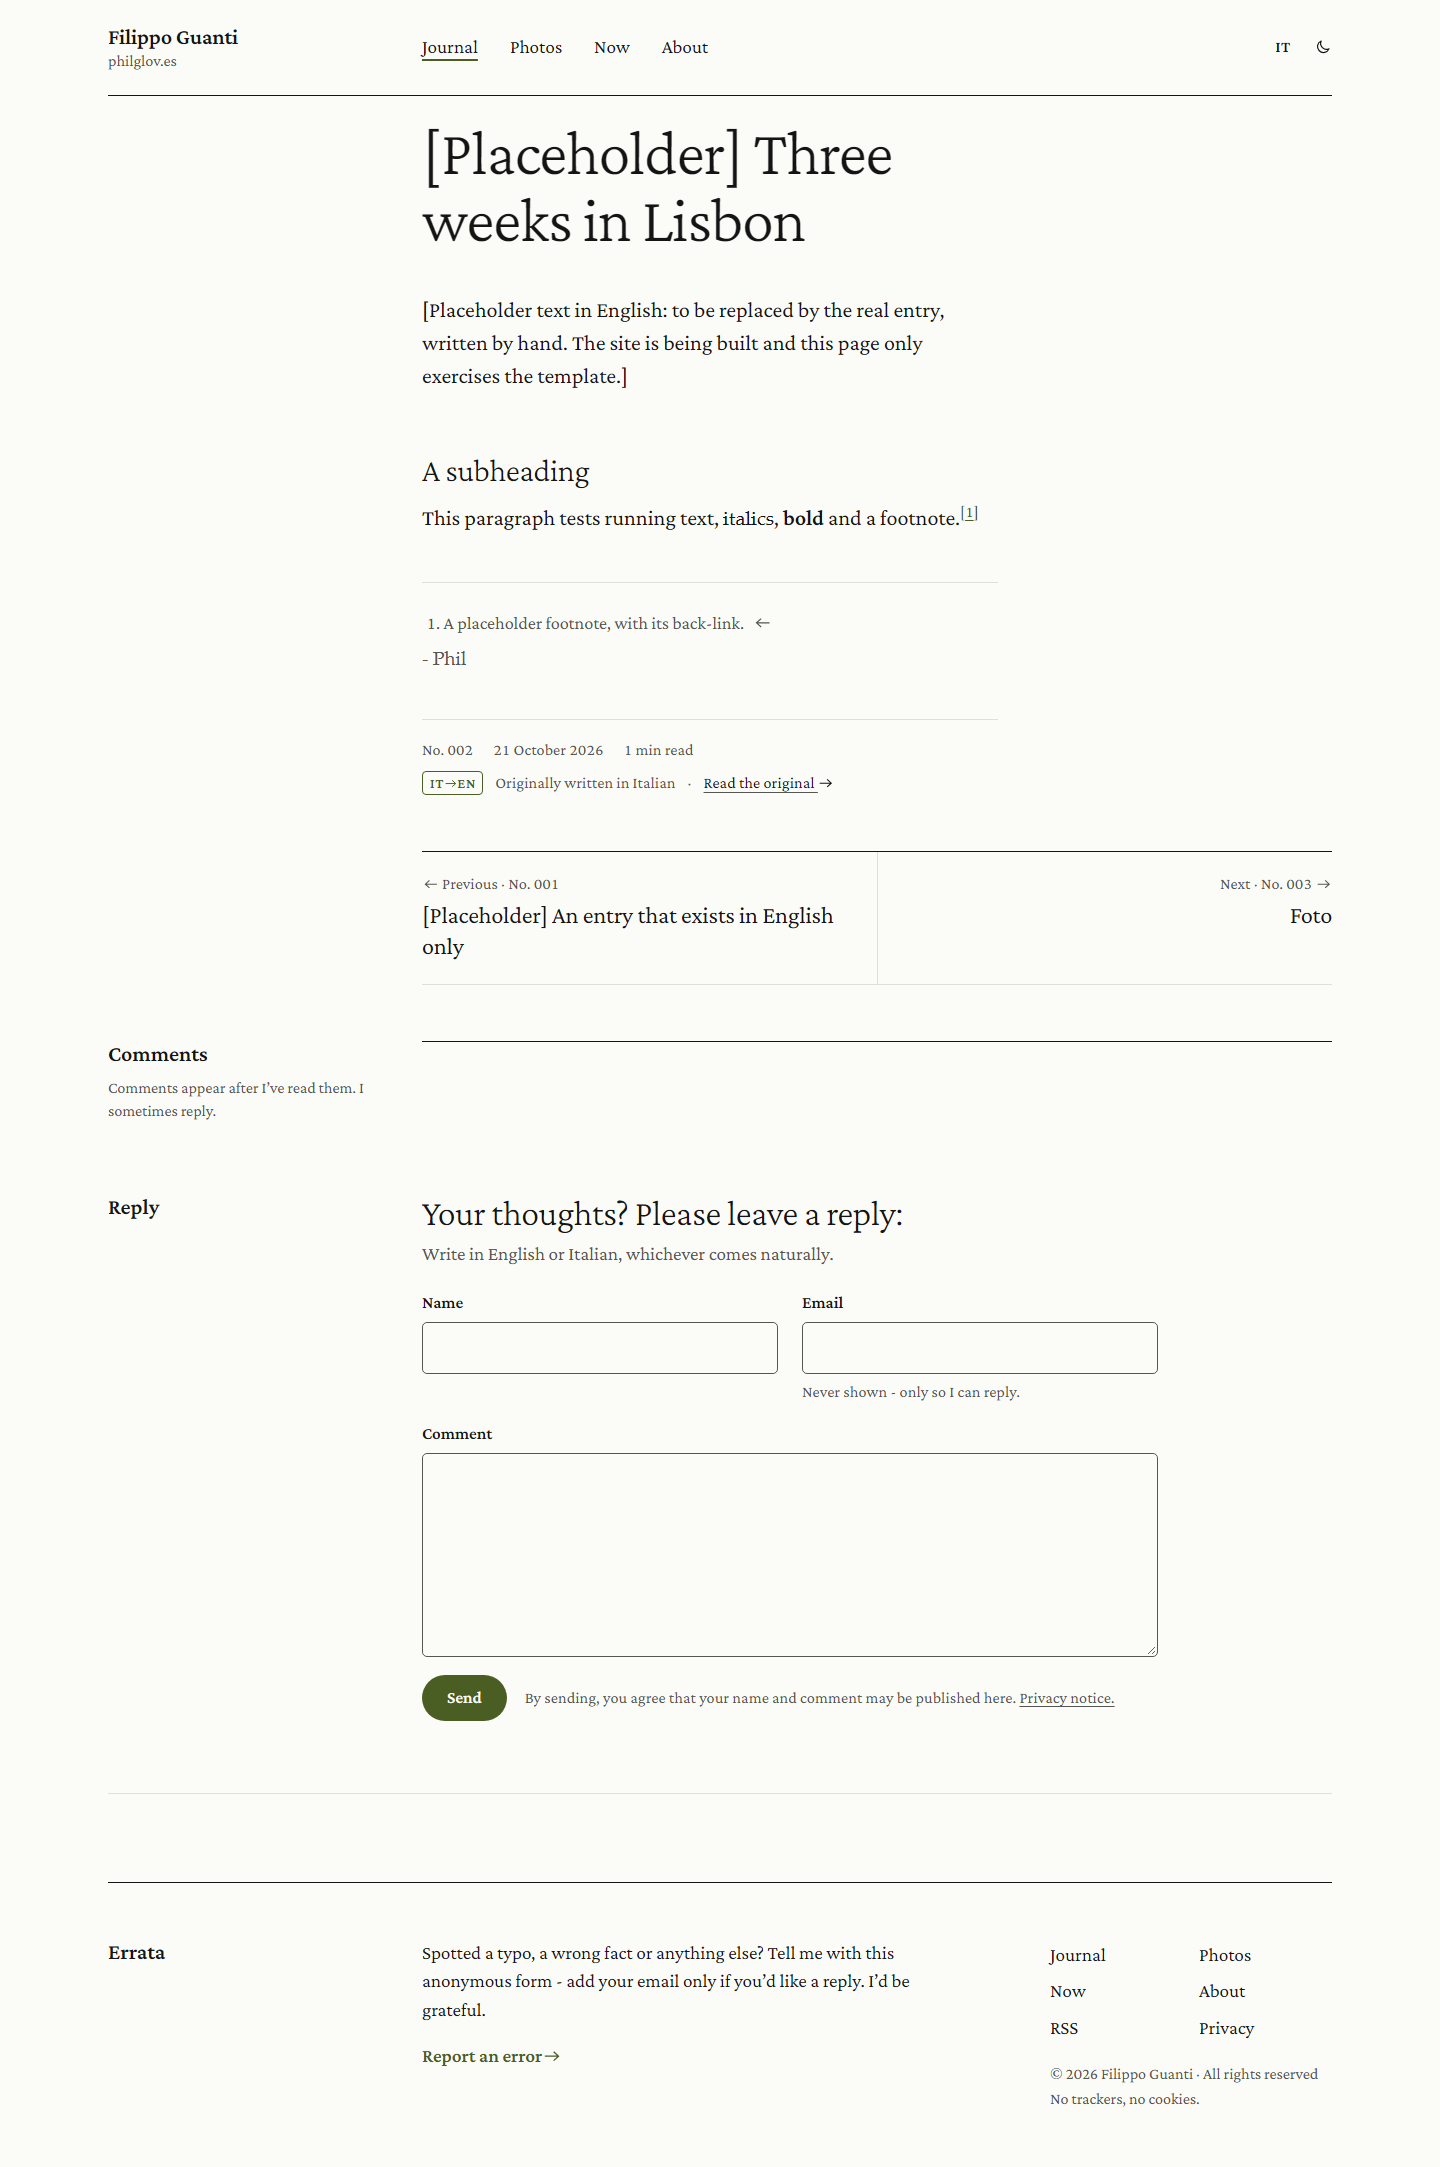 Filippo Guanti
philglov.es
Journal Photos Now About
IT
[Placeholder] Three
weeks in Lisbon
[Placeholder text in English: to be replaced by the real entry,
written by hand. The site is being built and this page only
exercises the template.]
A subheading
This paragraph tests running text, italics, bold and a footnote.[1]
1. A placeholder footnote, with its back-link. ←
- Phil
No. 002 21 October 2026 1 min read
IT→EN Originally written in Italian · Read the original →
← Previous · No. 001
[Placeholder] An entry that exists in English
only
Next · No. 003 →
Foto
Comments
Comments appear after I’ve read them. I
sometimes reply.
Reply
Your thoughts? Please leave a reply:
Write in English or Italian, whichever comes naturally.
Name
Email
Never shown - only so I can reply.
Comment
Send
By sending, you agree that your name and comment may be published here. Privacy notice.
Errata
Spotted a typo, a wrong fact or anything else? Tell me with this
anonymous form - add your email only if you’d like a reply. I’d be
grateful.
Report an error→
Journal Photos
Now About
RSS Privacy
© 2026 Filippo Guanti · All rights reserved
No trackers, no cookies.